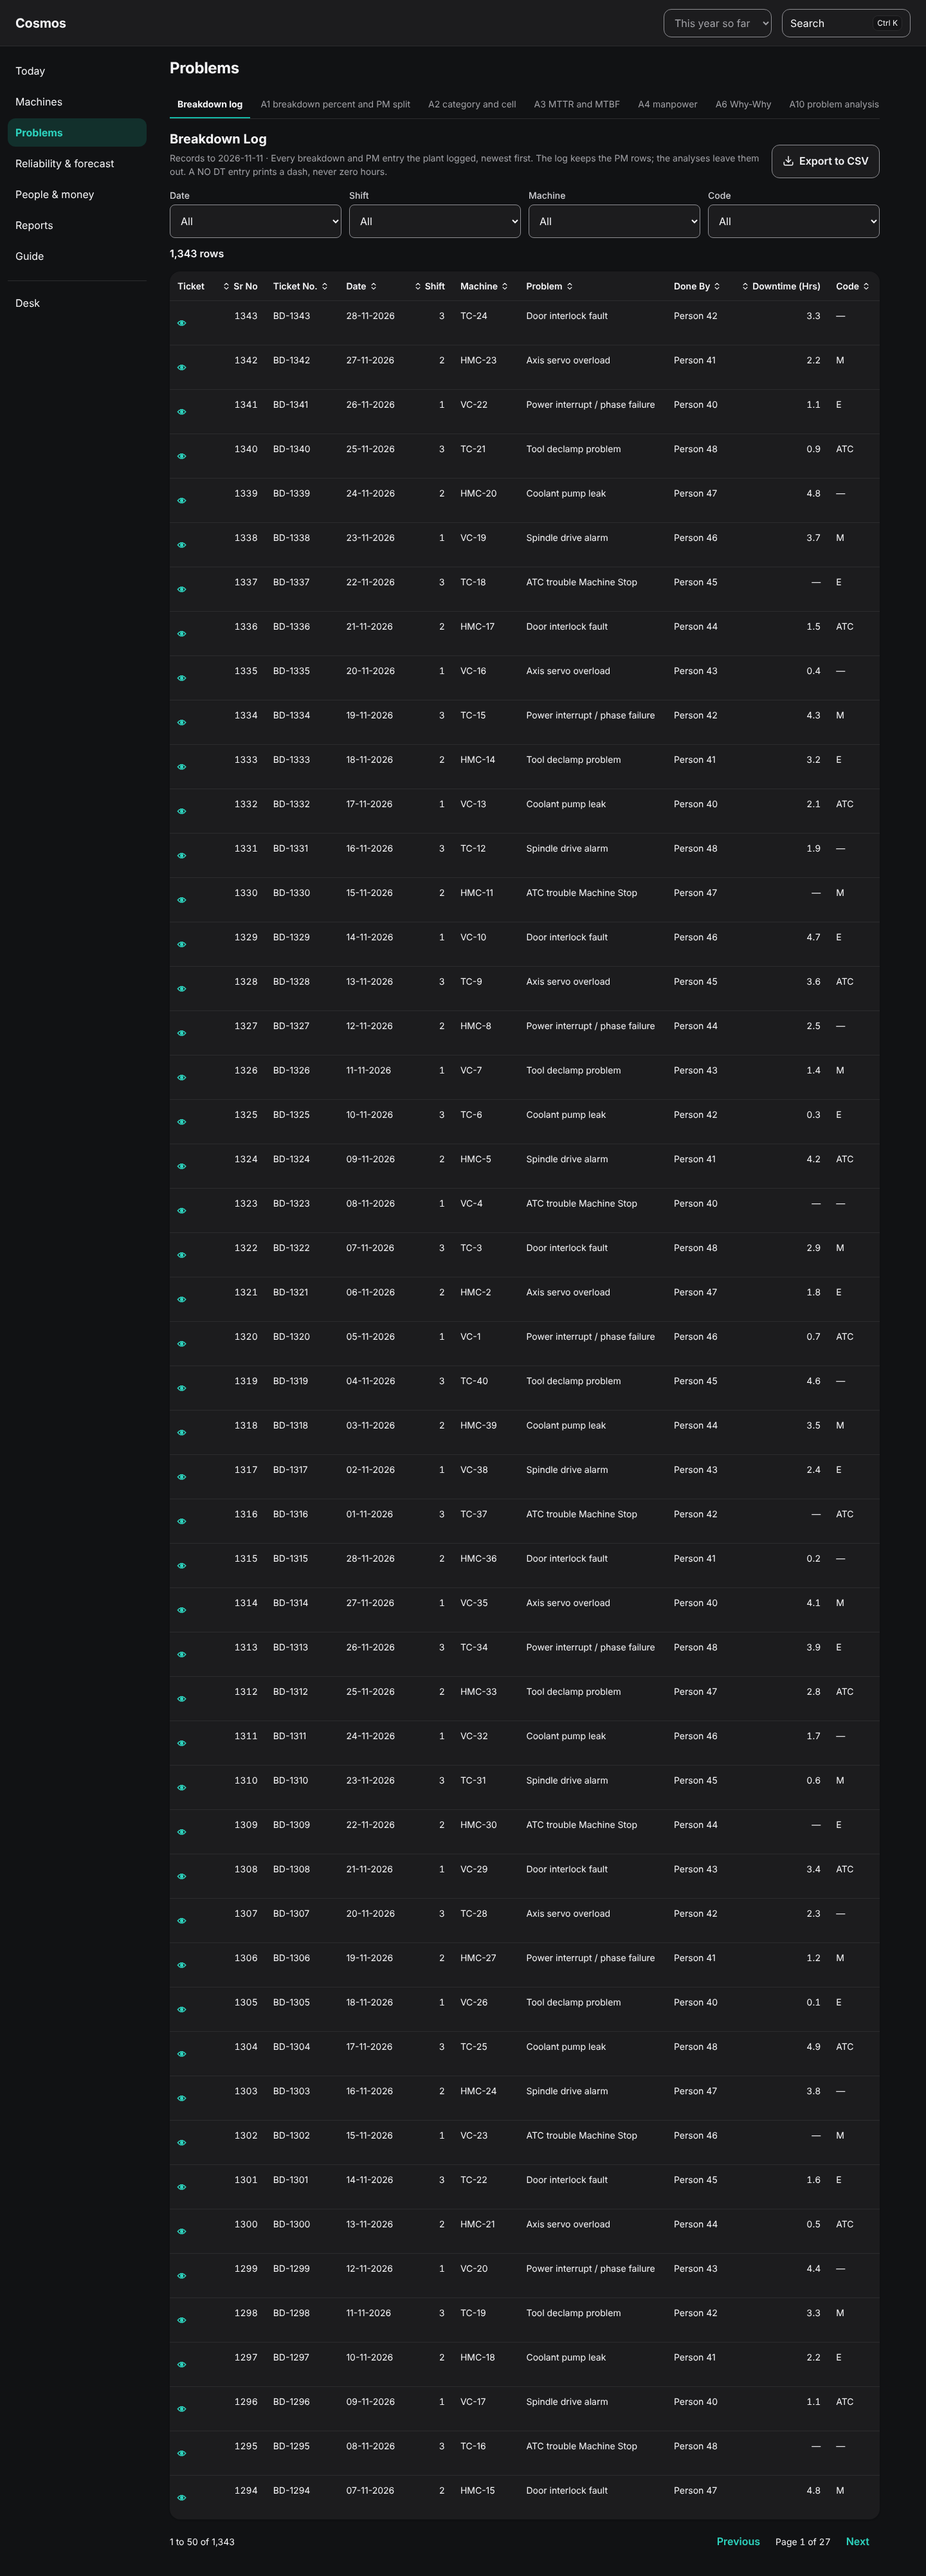 Cosmos
This year so far
Search
Ctrl K
Today
Machines
Problems
Reliability & forecast
People & money
Reports
Guide
Desk
Problems
Breakdown log A1 breakdown percent and PM split A2 category and cell A3 MTTR and MTBF A4 manpower A6 Why-Why A10 problem analysis
Breakdown Log
Records to 2026-11-11 · Every breakdown and PM entry the plant logged, newest first. The log keeps the PM rows; the analyses leave them
out. A NO DT entry prints a dash, never zero hours.
Export to CSV
Date Shift Machine Code
All All All All
1,343 rows
Ticket Sr No Ticket No. Date Shift Machine Problem Done By Downtime (Hrs) Code
1343 BD-1343 28-11-2026 3 TC-24 Door interlock fault Person 42 3.3 —
1342 BD-1342 27-11-2026 2 HMC-23 Axis servo overload Person 41 2.2 M
1341 BD-1341 26-11-2026 1 VC-22 Power interrupt / phase failure Person 40 1.1 E
1340 BD-1340 25-11-2026 3 TC-21 Tool declamp problem Person 48 0.9 ATC
1339 BD-1339 24-11-2026 2 HMC-20 Coolant pump leak Person 47 4.8 —
1338 BD-1338 23-11-2026 1 VC-19 Spindle drive alarm Person 46 3.7 M
1337 BD-1337 22-11-2026 3 TC-18 ATC trouble Machine Stop Person 45 — E
1336 BD-1336 21-11-2026 2 HMC-17 Door interlock fault Person 44 1.5 ATC
1335 BD-1335 20-11-2026 1 VC-16 Axis servo overload Person 43 0.4 —
1334 BD-1334 19-11-2026 3 TC-15 Power interrupt / phase failure Person 42 4.3 M
1333 BD-1333 18-11-2026 2 HMC-14 Tool declamp problem Person 41 3.2 E
1332 BD-1332 17-11-2026 1 VC-13 Coolant pump leak Person 40 2.1 ATC
1331 BD-1331 16-11-2026 3 TC-12 Spindle drive alarm Person 48 1.9 —
1330 BD-1330 15-11-2026 2 HMC-11 ATC trouble Machine Stop Person 47 — M
1329 BD-1329 14-11-2026 1 VC-10 Door interlock fault Person 46 4.7 E
1328 BD-1328 13-11-2026 3 TC-9 Axis servo overload Person 45 3.6 ATC
1327 BD-1327 12-11-2026 2 HMC-8 Power interrupt / phase failure Person 44 2.5 —
1326 BD-1326 11-11-2026 1 VC-7 Tool declamp problem Person 43 1.4 M
1325 BD-1325 10-11-2026 3 TC-6 Coolant pump leak Person 42 0.3 E
1324 BD-1324 09-11-2026 2 HMC-5 Spindle drive alarm Person 41 4.2 ATC
1323 BD-1323 08-11-2026 1 VC-4 ATC trouble Machine Stop Person 40 — —
1322 BD-1322 07-11-2026 3 TC-3 Door interlock fault Person 48 2.9 M
1321 BD-1321 06-11-2026 2 HMC-2 Axis servo overload Person 47 1.8 E
1320 BD-1320 05-11-2026 1 VC-1 Power interrupt / phase failure Person 46 0.7 ATC
1319 BD-1319 04-11-2026 3 TC-40 Tool declamp problem Person 45 4.6 —
1318 BD-1318 03-11-2026 2 HMC-39 Coolant pump leak Person 44 3.5 M
1317 BD-1317 02-11-2026 1 VC-38 Spindle drive alarm Person 43 2.4 E
1316 BD-1316 01-11-2026 3 TC-37 ATC trouble Machine Stop Person 42 — ATC
1315 BD-1315 28-11-2026 2 HMC-36 Door interlock fault Person 41 0.2 —
1314 BD-1314 27-11-2026 1 VC-35 Axis servo overload Person 40 4.1 M
1313 BD-1313 26-11-2026 3 TC-34 Power interrupt / phase failure Person 48 3.9 E
1312 BD-1312 25-11-2026 2 HMC-33 Tool declamp problem Person 47 2.8 ATC
1311 BD-1311 24-11-2026 1 VC-32 Coolant pump leak Person 46 1.7 —
1310 BD-1310 23-11-2026 3 TC-31 Spindle drive alarm Person 45 0.6 M
1309 BD-1309 22-11-2026 2 HMC-30 ATC trouble Machine Stop Person 44 — E
1308 BD-1308 21-11-2026 1 VC-29 Door interlock fault Person 43 3.4 ATC
1307 BD-1307 20-11-2026 3 TC-28 Axis servo overload Person 42 2.3 —
1306 BD-1306 19-11-2026 2 HMC-27 Power interrupt / phase failure Person 41 1.2 M
1305 BD-1305 18-11-2026 1 VC-26 Tool declamp problem Person 40 0.1 E
1304 BD-1304 17-11-2026 3 TC-25 Coolant pump leak Person 48 4.9 ATC
1303 BD-1303 16-11-2026 2 HMC-24 Spindle drive alarm Person 47 3.8 —
1302 BD-1302 15-11-2026 1 VC-23 ATC trouble Machine Stop Person 46 — M
1301 BD-1301 14-11-2026 3 TC-22 Door interlock fault Person 45 1.6 E
1300 BD-1300 13-11-2026 2 HMC-21 Axis servo overload Person 44 0.5 ATC
1299 BD-1299 12-11-2026 1 VC-20 Power interrupt / phase failure Person 43 4.4 —
1298 BD-1298 11-11-2026 3 TC-19 Tool declamp problem Person 42 3.3 M
1297 BD-1297 10-11-2026 2 HMC-18 Coolant pump leak Person 41 2.2 E
1296 BD-1296 09-11-2026 1 VC-17 Spindle drive alarm Person 40 1.1 ATC
1295 BD-1295 08-11-2026 3 TC-16 ATC trouble Machine Stop Person 48 — —
1294 BD-1294 07-11-2026 2 HMC-15 Door interlock fault Person 47 4.8 M
1 to 50 of 1,343
Previous Page 1 of 27 Next